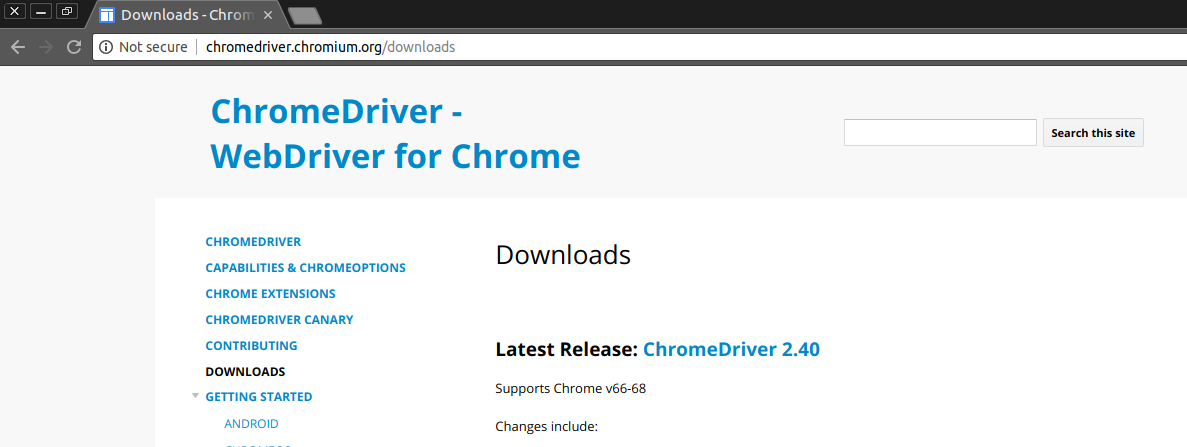 Downloads - Chrom
Not secure
chromedriver.chromium.org/downloads
ChromeDriver -
WebDriver for Chrome
Search this site
CHROMEDRIVER
CAPABILITIES & CHROMEOPTIONS
CHROME EXTENSIONS
CHROMEDRIVER CANARY
CONTRIBUTING
DOWNLOADS
GETTING STARTED
ANDROID
Downloads
Latest Release: ChromeDriver 2.40
Supports Chrome v66-68
Changes include: